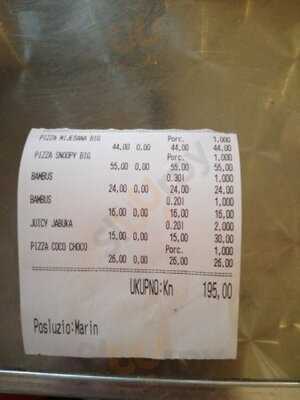 PIZZA MIJEŠANA BIG Porc. 1,000
44,00 0,00 44,00 44,00
PIZZA SNOOPY BIG Porc. 1,000
55,00 0,00 55,00 55,00
BAMBUS 0.30l 1,000
24,00 0,00 24,00 24,00
BAMBUS 0.20l 1,000
16,00 0,00 16,00 16,00
JUICY JABUKA 0.20l 2,000
15,00 0,00 15,00 30,00
PIZZA COCO CHOCO Porc. 1,000
26,00 0,00 26,00 26,00
UKUPNO:Kn 195,00
Poslužio:Marin